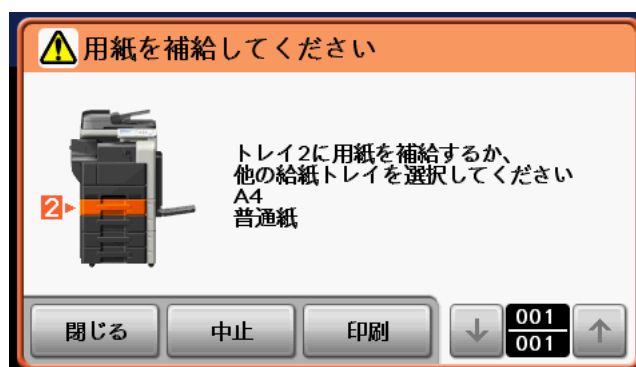 用紙を補給してください
トレイ2に用紙を補給するか、
他の給紙トレイを選択してください
A4
普通紙
2
閉じる
中止
印刷
001
001